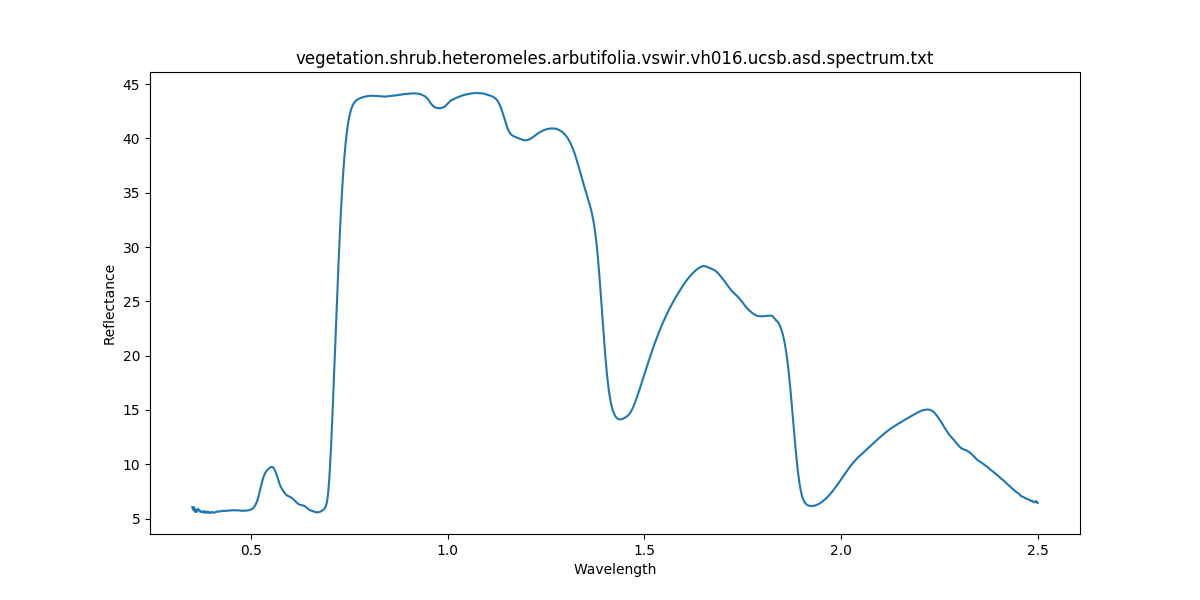 vegetation.shrub.heteromeles.arbutifolia.vswir.vh016.ucsb.asd.spectrum.txt
45
40
35
30
25
20
15
10
5
Reflectance
0.5 1.0 1.5 2.0 2.5
Wavelength